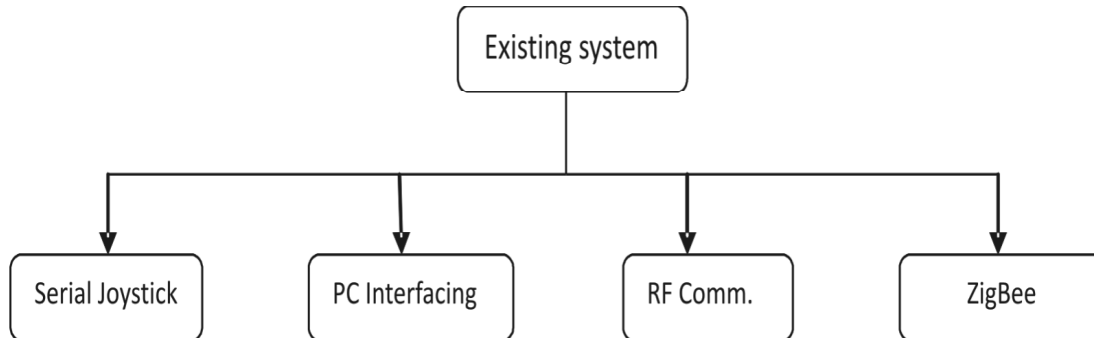 Existing system
Serial Joystick
PC Interfacing
RF Comm.
ZigBee